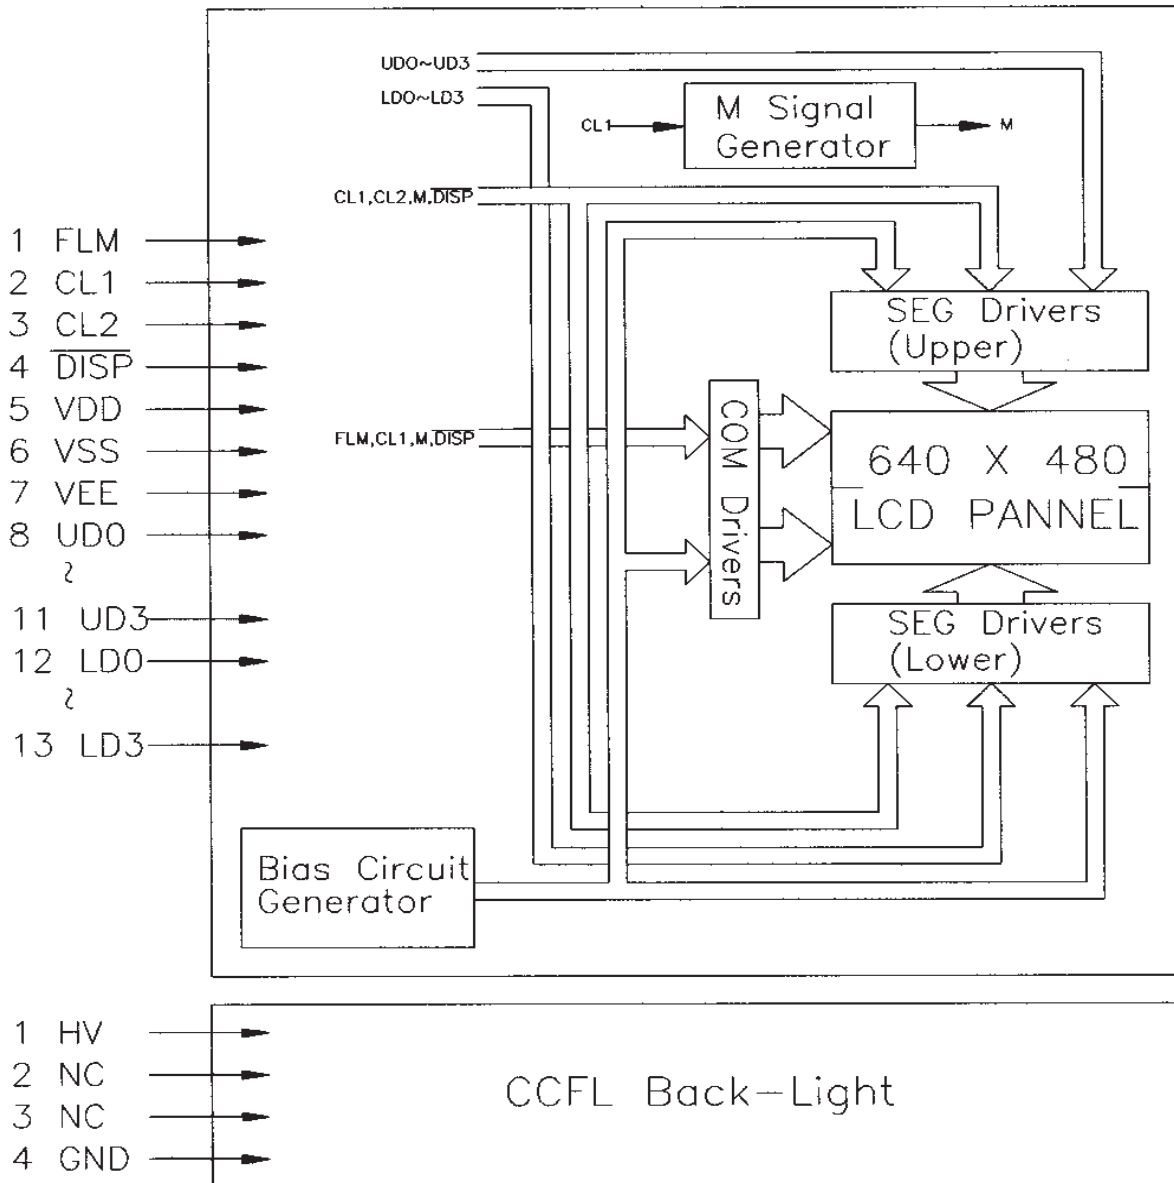 UD0~UD3
LD0~LD3
CL1
M Signal
Generator
M
CL1,CL2,M,DISP
1 FLM
2 CL1
3 CL2
4 DISP
5 VDD
6 VSS
7 VEE
8 UD0
~
11 UD3
12 LD0
~
13 LD3
SEG Drivers
(Upper)
FLM,CL1,M,DISP
COM Drivers
640 X 480
LCD PANNEL
SEG Drivers
(Lower)
Bias Circuit
Generator
1 HV
2 NC
3 NC
4 GND
CCFL Back-Light